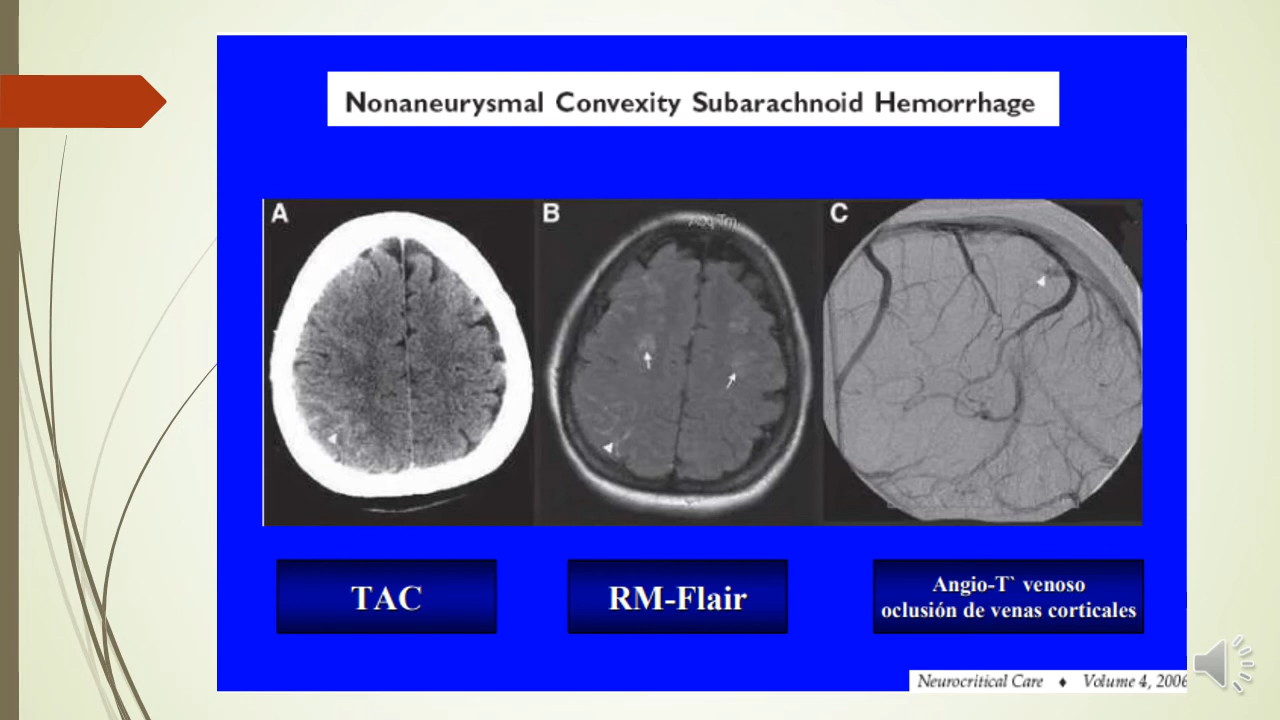 Nonaneurysmal Convexity Subarachnoid Hemorrhage
A
B
C
TAC
RM-Flair
Angio-T` venoso
oclusión de venas corticales
Neurocritical Care ♦ Volume 4, 2006